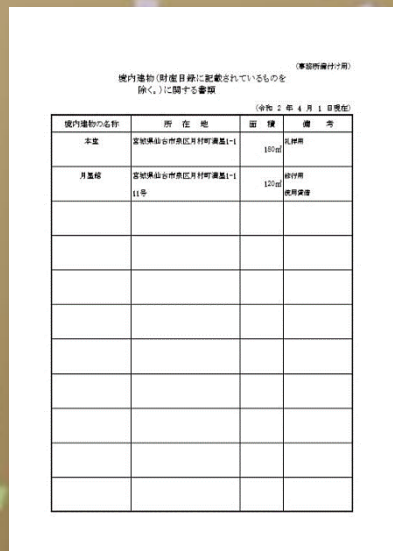 (事務所備付け用)
境内建物(財産目録に記載されているものを
除く。)に関する書類
(令和 2 年 4 月 1 日現在)
境内建物の名称 所 在 地 面 積 備 考
本堂 宮城県仙台市泉区月村町満星1-1 180㎡ 礼拝用
月星館 宮城県仙台市泉区月村町満星1-1 120㎡ 修行用
11号 使用貸借